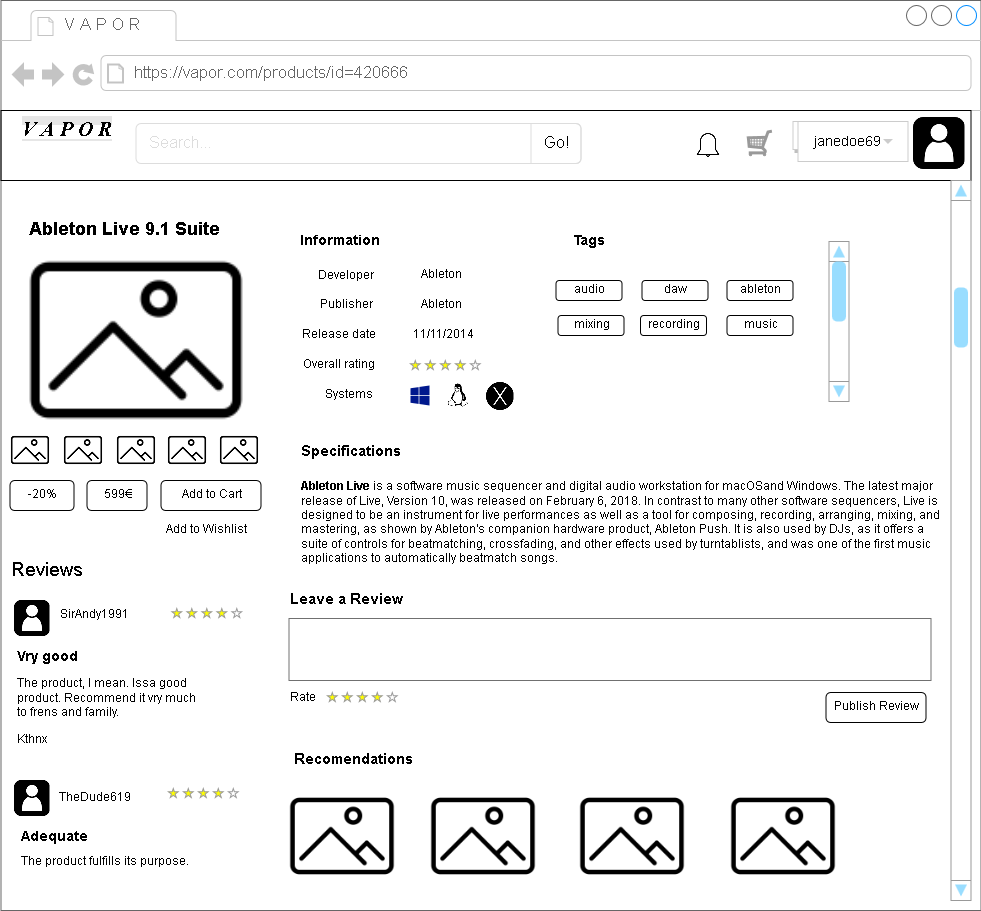 VAPOR
https://vapor.com/products/id=420666
VAPOR
Search...
Go!
janedoe69
Ableton Live 9.1 Suite
-20%
599€
Add to Cart
Add to Wishlist
Information
Developer Ableton
Publisher Ableton
Release date 11/11/2014
Overall rating
Systems
X
Tags
audio daw ableton
mixing recording music
Specifications
Ableton Live is a software music sequencer and digital audio workstation for macOSand Windows. The latest major
release of Live, Version 10, was released on February 6, 2018. In contrast to many other software sequencers, Live is
designed to be an instrument for live performances as well as a tool for composing, recording, arranging, mixing, and
mastering, as shown by Ableton's companion hardware product, Ableton Push. It is also used by DJs, as it offers a
suite of controls for beatmatching, crossfading, and other effects used by turntablists, and was one of the first music
applications to automatically beatmatch songs.
Reviews
SirAndy1991
Vry good
The product, I mean. Issa good
product. Recommend it vry much
to frens and family.
Kthnx
TheDude619
Adequate
The product fulfills its purpose.
Leave a Review
Rate
Publish Review
Recomendations